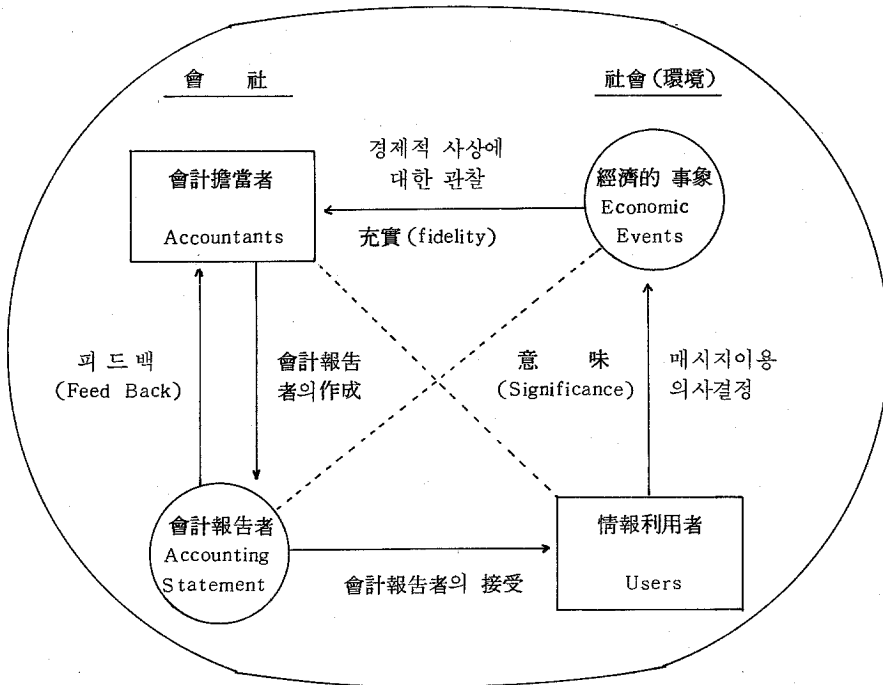 會 社
社會(環境)
會計擔當者
Accountants
경제적 사상에
대한 관찰
充實(fidelity)
經濟的 事象
Economic
Events
피드백
(Feed Back)
會計報告
者의作成
意 味
(Significance)
매시지이용
의사결정
會計報告者
Accounting
Statement
會計報告者의 接受
情報利用者
Users